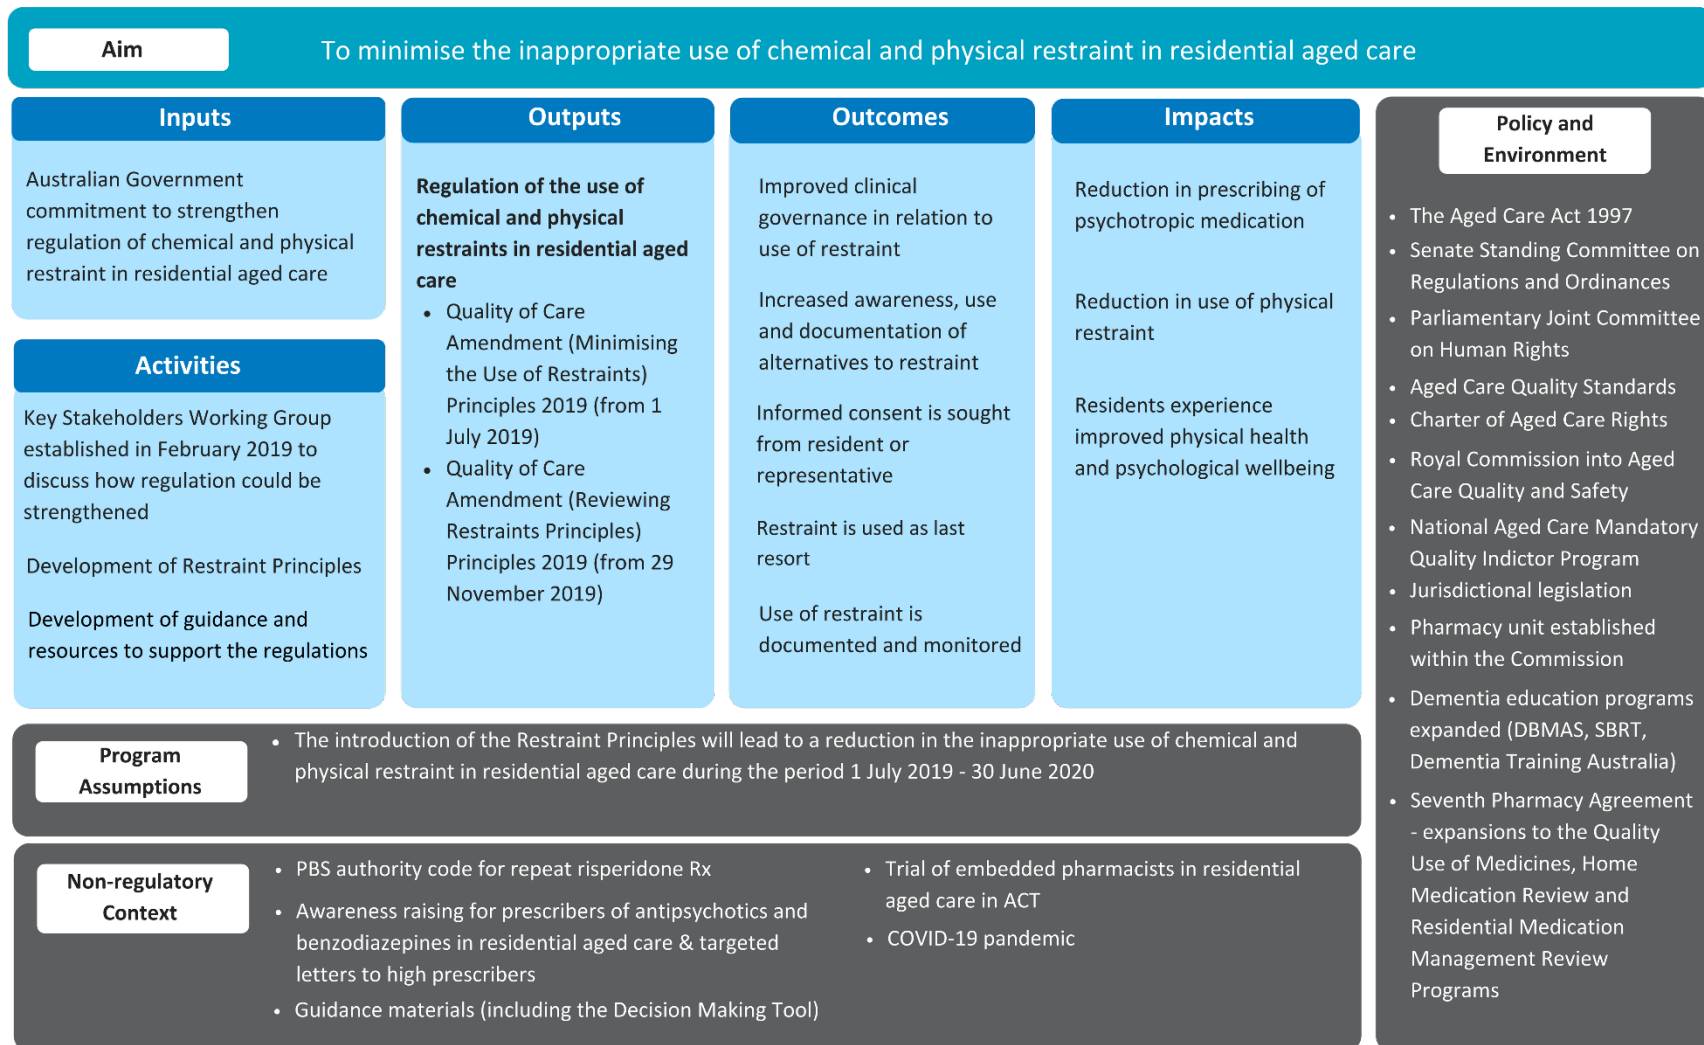 Aim
To minimise the inappropriate use of chemical and physical restraint in residential aged care
Inputs
Australian Government
commitment to strengthen
regulation of chemical and physical
restraint in residential aged care
Activities
Key Stakeholders Working Group
established in February 2019 to
discuss how regulation could be
strengthened
Development of Restraint Principles
Development of guidance and
resources to support the regulations
Outputs
Regulation of the use of
chemical and physical
restraints in residential aged
care
• Quality of Care
Amendment (Minimising
the Use of Restraints)
Principles 2019 (from 1
July 2019)
• Quality of Care
Amendment (Reviewing
Restraints Principles)
Principles 2019 (from 29
November 2019)
Outcomes
Improved clinical
governance in relation to
use of restraint
Increased awareness, use
and documentation of
alternatives to restraint
Informed consent is sought
from resident or
representative
Restraint is used as last
resort
Use of restraint is
documented and monitored
Impacts
Reduction in prescribing of
psychotropic medication
Reduction in use of physical
restraint
Residents experience
improved physical health
and psychological wellbeing
Policy and
Environment
• The Aged Care Act 1997
• Senate Standing Committee on
Regulations and Ordinances
• Parliamentary Joint Committee
on Human Rights
• Aged Care Quality Standards
• Charter of Aged Care Rights
• Royal Commission into Aged
Care Quality and Safety
• National Aged Care Mandatory
Quality Indictor Program
• Jurisdictional legislation
• Pharmacy unit established
within the Commission
• Dementia education programs
expanded (DBMAS, SBRT,
Dementia Training Australia)
• Seventh Pharmacy Agreement
- expansions to the Quality
Use of Medicines, Home
Medication Review and
Residential Medication
Management Review
Programs
Program
Assumptions
• The introduction of the Restraint Principles will lead to a reduction in the inappropriate use of chemical and
physical restraint in residential aged care during the period 1 July 2019 - 30 June 2020
Non-regulatory
Context
• PBS authority code for repeat risperidone Rx
• Awareness raising for prescribers of antipsychotics and
benzodiazepines in residential aged care & targeted
letters to high prescribers
• Guidance materials (including the Decision Making Tool)
• Trial of embedded pharmacists in residential
aged care in ACT
• COVID-19 pandemic